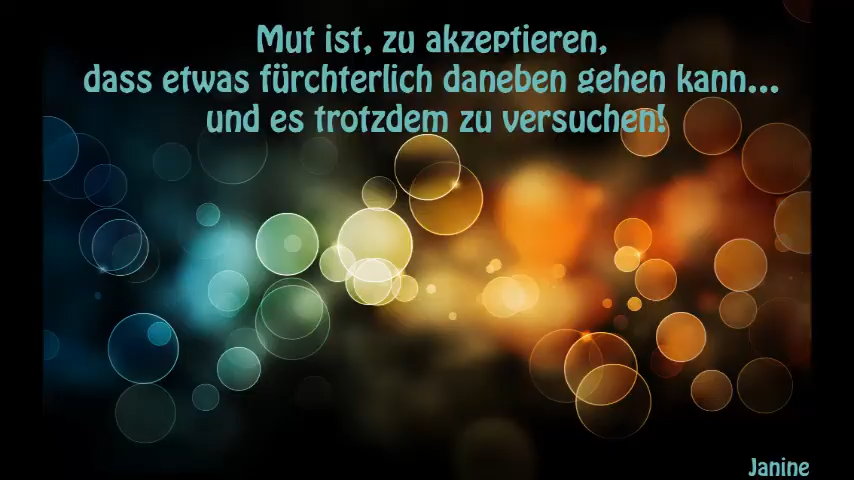 Mut ist, zu akzeptieren,
dass etwas fürchterlich daneben gehen kann...
und es trotzdem zu versuchen!
Janine